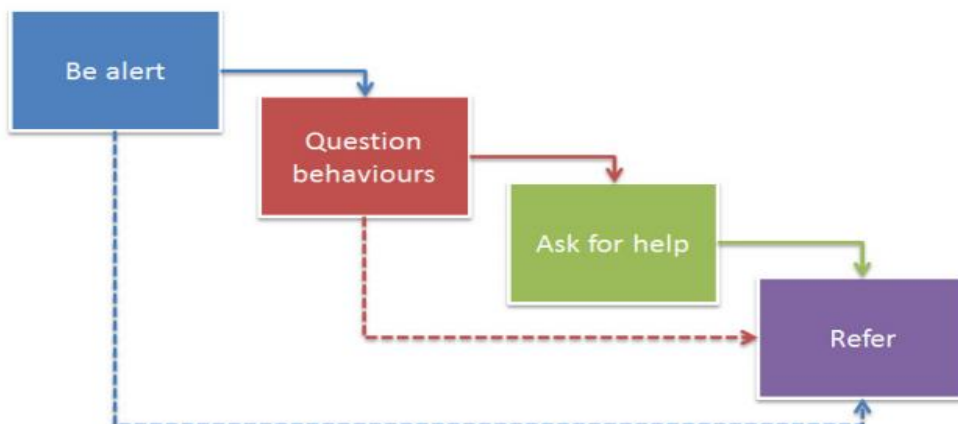 Be alert
Question
behaviours
Ask for help
Refer